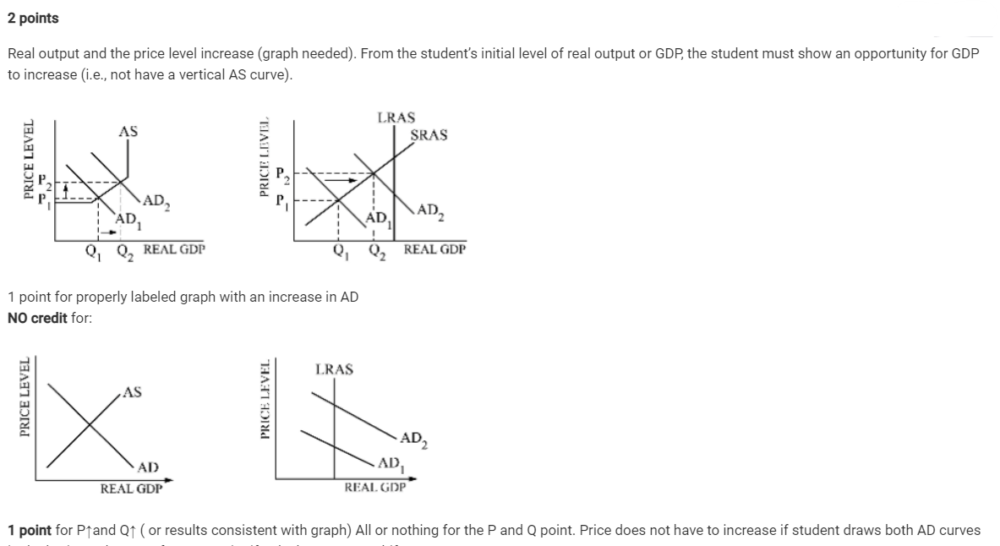 2 points
Real output and the price level increase (graph needed). From the student's initial level of real output or GDP, the student must show an opportunity for GDP
to increase (i.e., not have a vertical AS curve).
PRICE LEVEL
AS
P2
P1
AD2
AD1
Q1 Q2 REAL GDP
PRICE LEVEL
LRAS
SRAS
P2
P1
AD2
AD1
Q1 Q2 REAL GDP
1 point for properly labeled graph with an increase in AD
NO credit for:
PRICE LEVEL
AS
AD
REAL GDP
PRICE LEVEL
LRAS
AD2
AD1
REAL GDP
1 point for P↑and Q↑ ( or results consistent with graph) All or nothing for the P and Q point. Price does not have to increase if student draws both AD curves